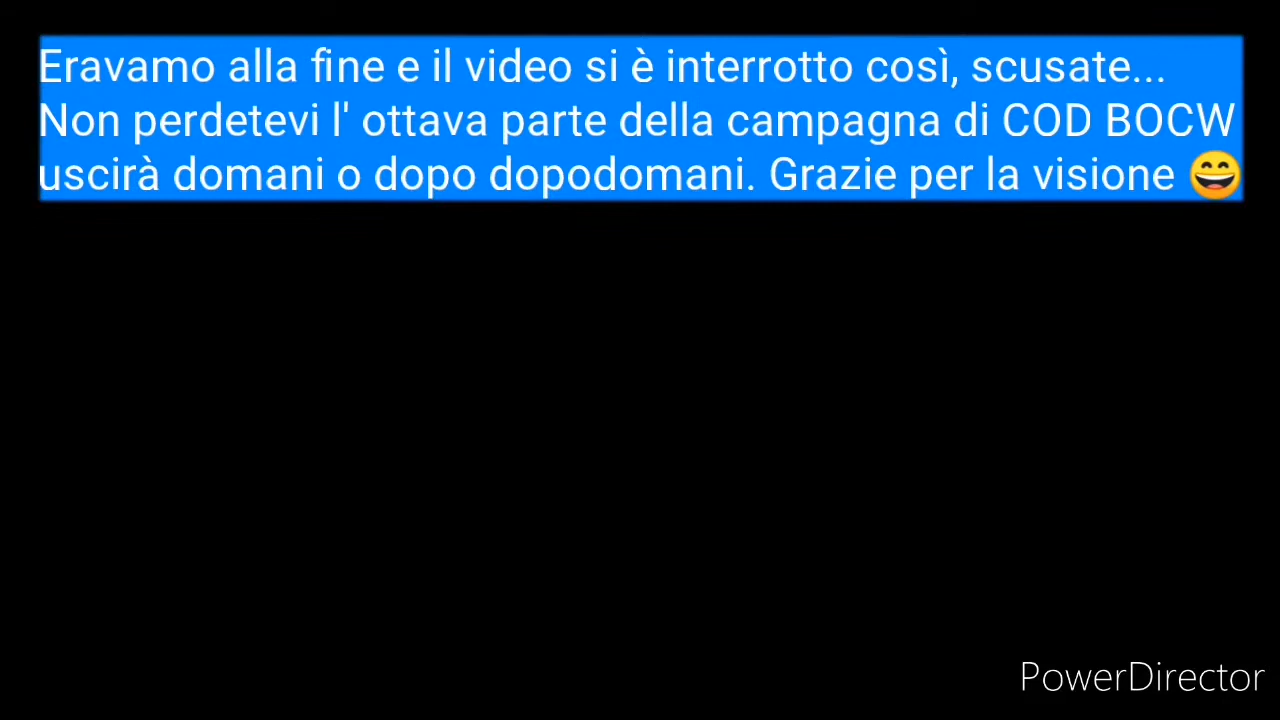 Eravamo alla fine e il video si è interrotto così, scusate...
Non perdetevi l' ottava parte della campagna di COD BOCW
uscirà domani o dopo dopodomani. Grazie per la visione 😄
PowerDirector